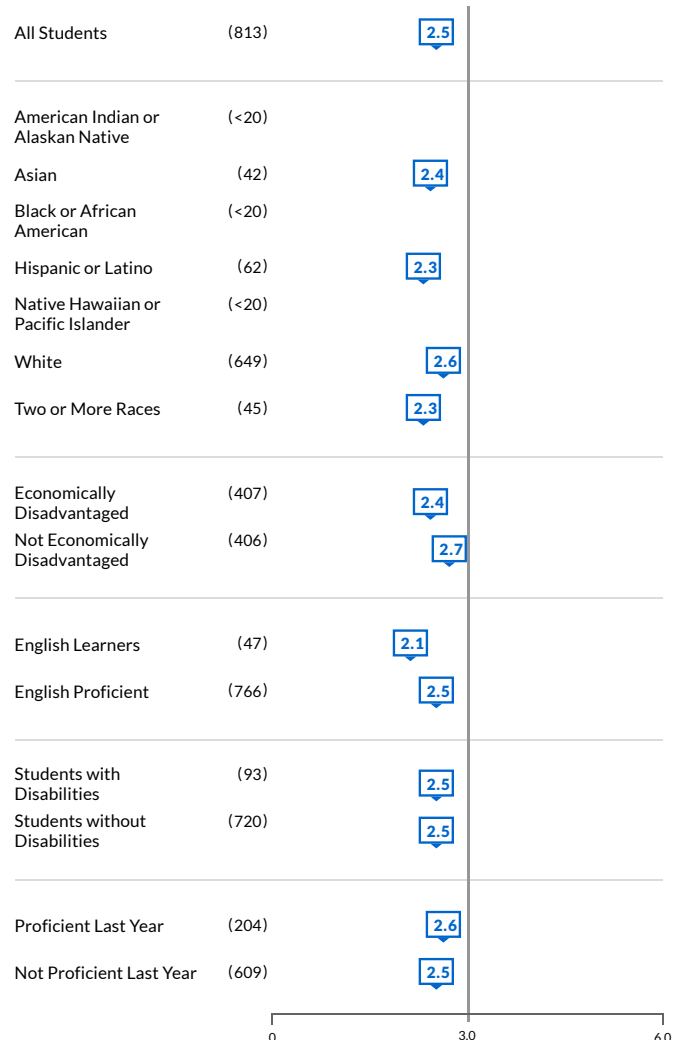 All Students (813) 2.5
American Indian or (<20)
Alaskan Native
Asian (42) 2.4
Black or African (<20)
American
Hispanic or Latino (62) 2.3
Native Hawaiian or (<20)
Pacific Islander
White (649) 2.6
Two or More Races (45) 2.3
Economically (407) 2.4
Disadvantaged
Not Economically (406) 2.7
Disadvantaged
English Learners (47) 2.1
English Proficient (766) 2.5
Students with (93) 2.5
Disabilities
Students without (720) 2.5
Disabilities
Proficient Last Year (204) 2.6
Not Proficient Last Year (609) 2.5
0 3.0 6.0